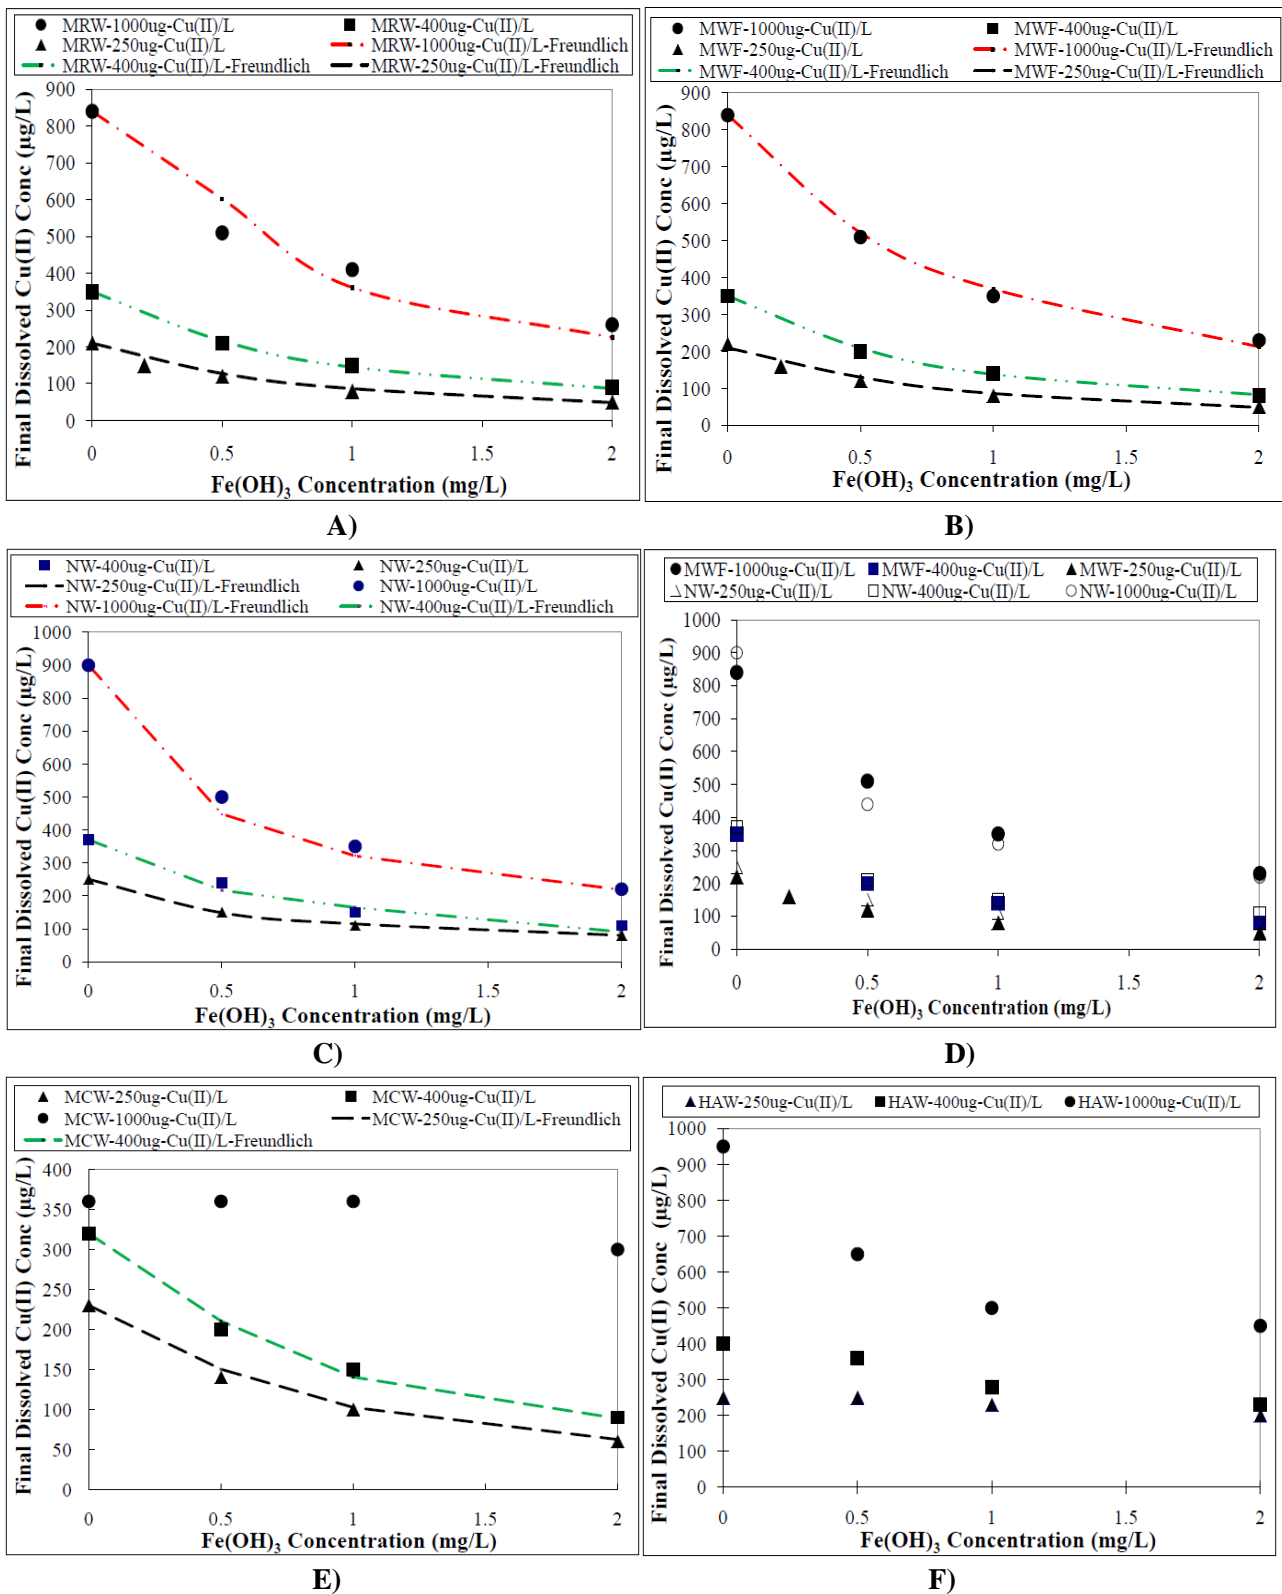 MRW-1000ug-Cu(II)/L MRW-400ug-Cu(II)/L
MRW-250ug-Cu(II)/L MRW-1000ug-Cu(II)/L-Freundlich
MRW-400ug-Cu(II)/L-Freundlich MRW-250ug-Cu(II)/L-Freundlich
Final Dissolved Cu(II) Conc (µg/L)
900
800
700
600
500
400
300
200
100
0
0 0.5 1 1.5 2
Fe(OH)₃ Concentration (mg/L)
A)
MWF-1000ug-Cu(II)/L MWF-400ug-Cu(II)/L
MWF-250ug-Cu(II)/L MWF-1000ug-Cu(II)/L-Freundlich
MWF-400ug-Cu(II)/L-Freundlich MWF-250ug-Cu(II)/L-Freundlich
Final Dissolved Cu(II) Conc (µg/L)
900
800
700
600
500
400
300
200
100
0
0 0.5 1 1.5 2
Fe(OH)₃ Concentration (mg/L)
B)
NW-400ug-Cu(II)/L NW-250ug-Cu(II)/L
NW-250ug-Cu(II)/L-Freundlich NW-1000ug-Cu(II)/L
NW-1000ug-Cu(II)/L-Freundlich NW-400ug-Cu(II)/L-Freundlich
Final Dissolved Cu(II) Conc (µg/L)
1000
900
800
700
600
500
400
300
200
100
0
0 0.5 1 1.5 2
Fe(OH)₃ Concentration (mg/L)
C)
MWF-1000ug-Cu(II)/L MWF-400ug-Cu(II)/L MWF-250ug-Cu(II)/L
NW-250ug-Cu(II)/L NW-400ug-Cu(II)/L NW-1000ug-Cu(II)/L
Final Dissolved Cu(II) Conc (µg/L)
1000
900
800
700
600
500
400
300
200
100
0
0 0.5 1 1.5 2
Fe(OH)₃ Concentration (mg/L)
D)
MCW-250ug-Cu(II)/L MCW-400ug-Cu(II)/L
MCW-1000ug-Cu(II)/L MCW-250ug-Cu(II)/L-Freundlich
MCW-400ug-Cu(II)/L-Freundlich
Final Dissolved Cu(II) Conc (µg/L)
400
350
300
250
200
150
100
50
0
0 0.5 1 1.5 2
Fe(OH)₃ Concentration (mg/L)
E)
HAW-250ug-Cu(II)/L HAW-400ug-Cu(II)/L HAW-1000ug-Cu(II)/L
Final Dissolved Cu(II) Conc (µg/L)
1000
900
800
700
600
500
400
300
200
100
0
0 0.5 1 1.5 2
Fe(OH)₃ Concentration (mg/L)
F)